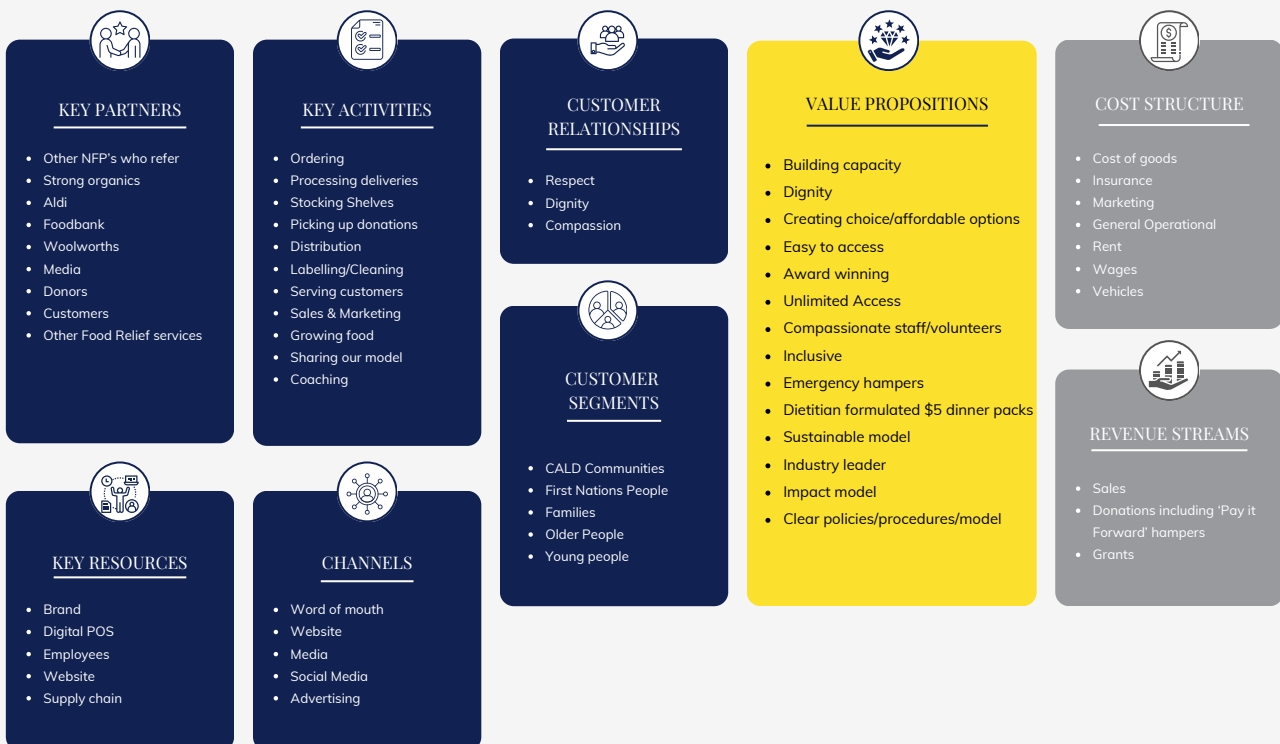 KEY PARTNERS
Other NFP's who refer
Strong organics
Aldi
Foodbank
Woolworths
Media
Donors
Customers
Other Food Relief services
KEY ACTIVITIES
Ordering
Processing deliveries
Stocking Shelves
Picking up donations
Distribution
Labelling/Cleaning
Serving customers
Sales & Marketing
Growing food
Sharing our model
Coaching
CUSTOMER
RELATIONSHIPS
Respect
Dignity
Compassion
CUSTOMER
SEGMENTS
CALD Communities
First Nations People
Families
Older People
Young people
VALUE PROPOSITIONS
Building capacity
Dignity
Creating choice/affordable options
Easy to access
Award winning
Unlimited Access
Compassionate staff/volunteers
Inclusive
Emergency hampers
Dietitian formulated $5 dinner packs
Sustainable model
Industry leader
Impact model
Clear policies/procedures/model
COST STRUCTURE
Cost of goods
Insurance
Marketing
General Operational
Rent
Wages
Vehicles
REVENUE STREAMS
Sales
Donations including 'Pay it
Forward' hampers
Grants
KEY RESOURCES
Brand
Digital POS
Employees
Website
Supply chain
CHANNELS
Word of mouth
Website
Media
Social Media
Advertising